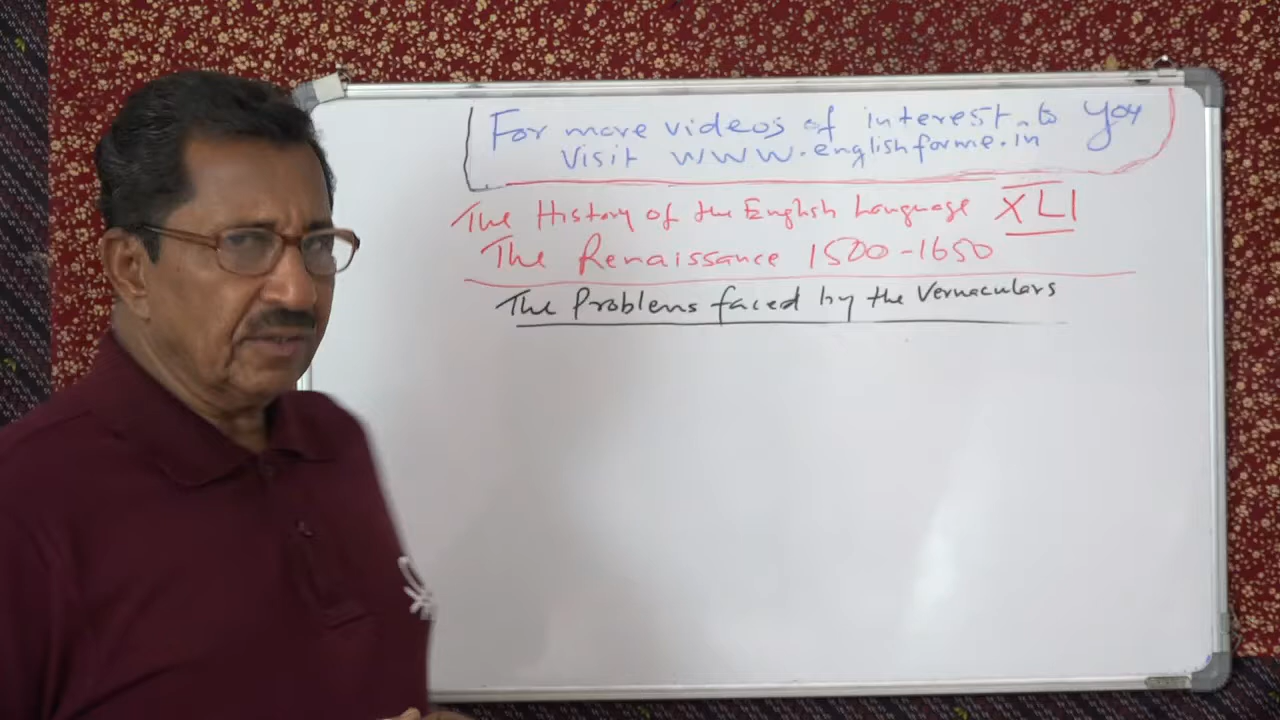 For more videos of interest to you
Visit www.englishforme.in
The History of the English Language XLI
The Renaissance 1500-1650
The Problems faced by the Vernaculars